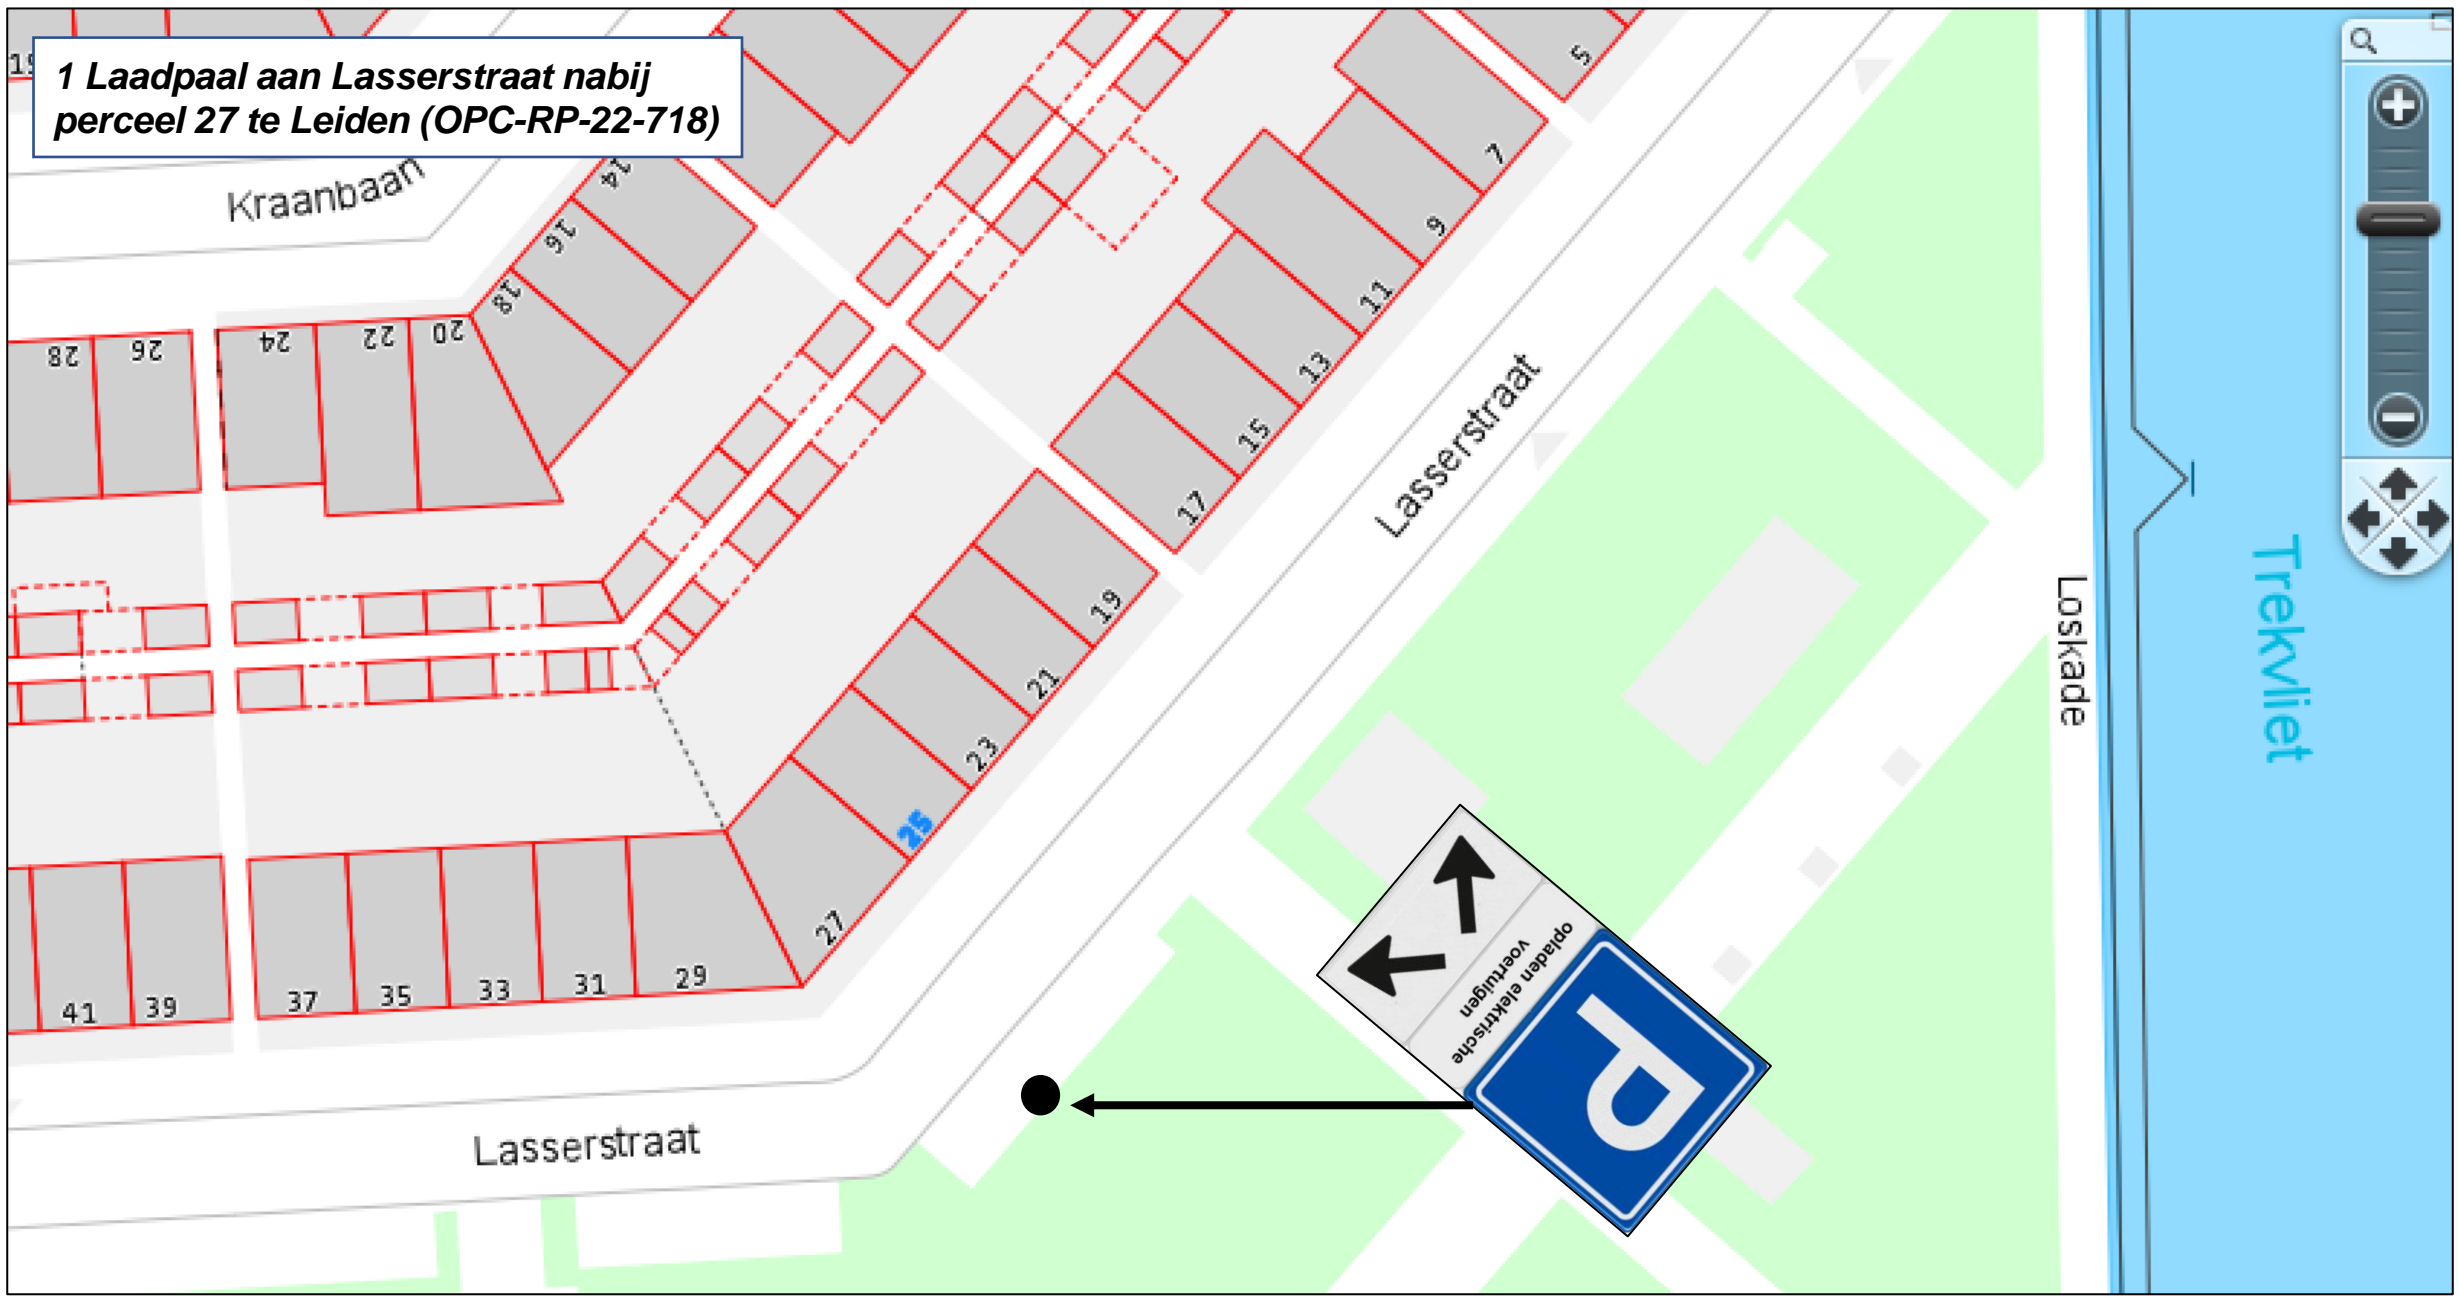 1 Laadpaal aan Lasserstraat nabij
perceel 27 te Leiden (OPC-RP-22-718)
Kraanbaan
14
16
18
20
22
24
26
28
5
7
9
11
13
15
17
19
21
23
25
27
29
31
33
35
37
39
41
Lasserstraat
Lasserstraat
Loskade
Trekvliet
opladen elektrische
voertuigen
P